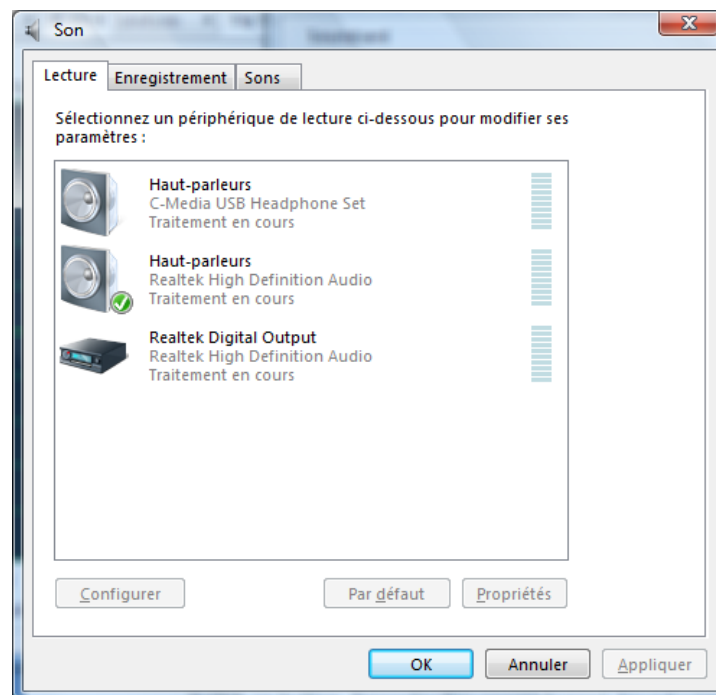 Son
Lecture Enregistrement Sons
Sélectionnez un périphérique de lecture ci-dessous pour modifier ses
paramètres :
Haut-parleurs
C-Media USB Headphone Set
Traitement en cours
Haut-parleurs
Realtek High Definition Audio
Traitement en cours
Realtek Digital Output
Realtek High Definition Audio
Traitement en cours
Configurer Par défaut Propriétés
OK Annuler Appliquer